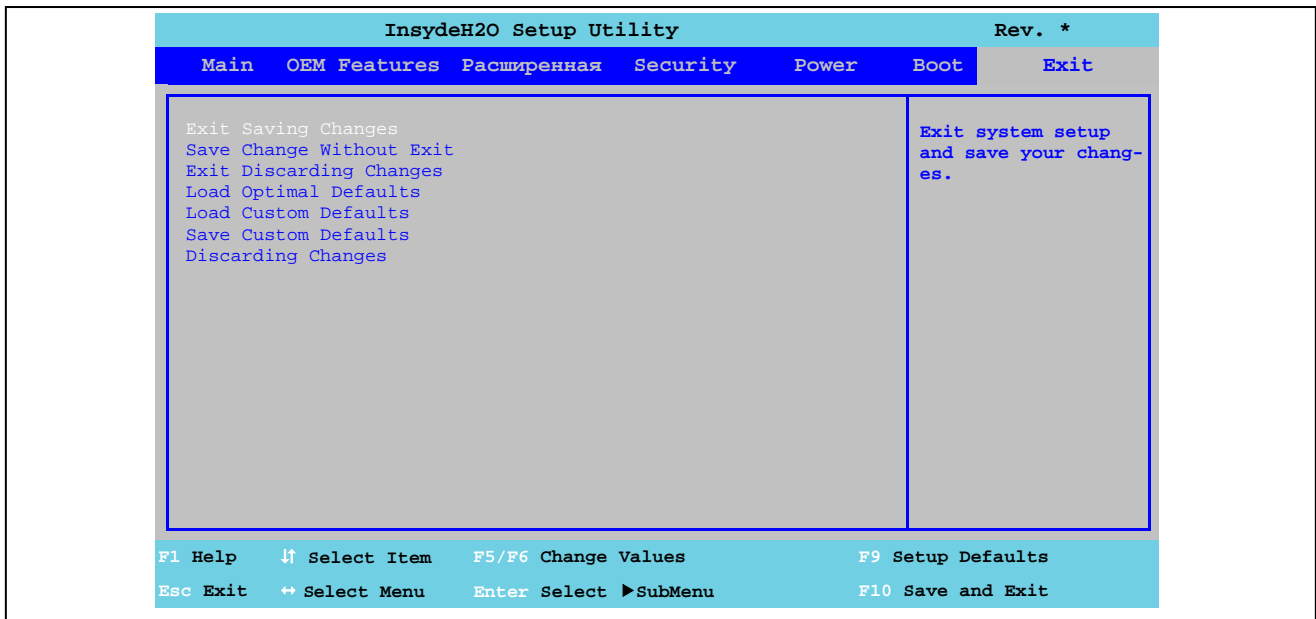 InsydeH2O Setup Utility Rev. *
Main OEM Features Расширенная Security Power Boot Exit
Exit Saving Changes
Save Change Without Exit
Exit Discarding Changes
Load Optimal Defaults
Load Custom Defaults
Save Custom Defaults
Discarding Changes
Exit system setup
and save your chang-
es.
F1 Help ↓↑ Select Item F5/F6 Change Values F9 Setup Defaults
Esc Exit ↔ Select Menu Enter Select ▶SubMenu F10 Save and Exit